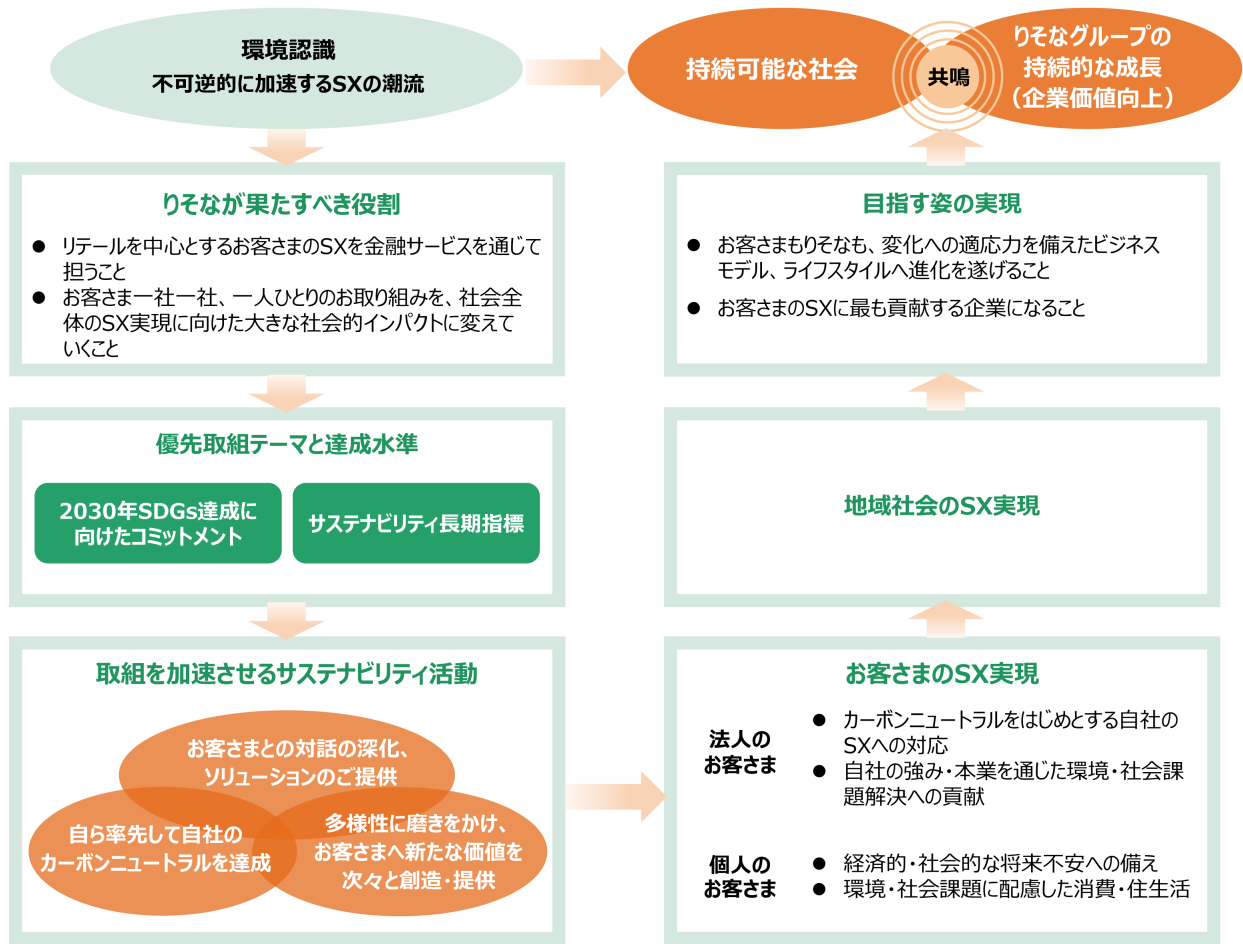 環境認識
不可逆的に加速するSXの潮流
持続可能な社会
共鳴
りそなグループの
持続的な成長
（企業価値向上）
りそなが果たすべき役割
● リテールを中心とするお客さまのSXを金融サービスを通じて
担うこと
● お客さま一社一社、一人ひとりのお取り組みを、社会全
体のSX実現に向けた大きな社会的インパクトに変えて
いくこと
優先取組テーマと達成水準
2030年SDGs達成に
向けたコミットメント
サステナビリティ長期指標
取組を加速させるサステナビリティ活動
お客さまとの対話の深化、
ソリューションのご提供
自ら率先して自社の
カーボンニュートラルを達成
多様性に磨きをかけ、
お客さまへ新たな価値を
次々と創造・提供
目指す姿の実現
● お客さまもりそなも、変化への適応力を備えたビジネス
モデル、ライフスタイルへ進化を遂げること
● お客さまのSXに最も貢献する企業になること
地域社会のSX実現
お客さまのSX実現
法人の
お客さま
● カーボンニュートラルをはじめとする自社の
SXへの対応
● 自社の強み・本業を通じた環境・社会課
題解決への貢献
個人の
お客さま
● 経済的・社会的な将来不安への備え
● 環境・社会課題に配慮した消費・住生活